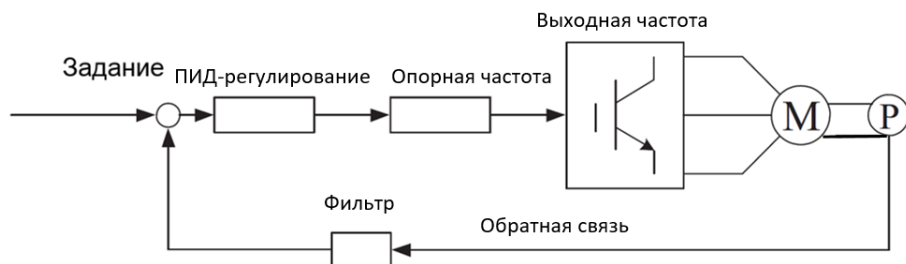 Выходная частота
Задание
ПИД-регулирование
Опорная частота
M
P
Фильтр
Обратная связь